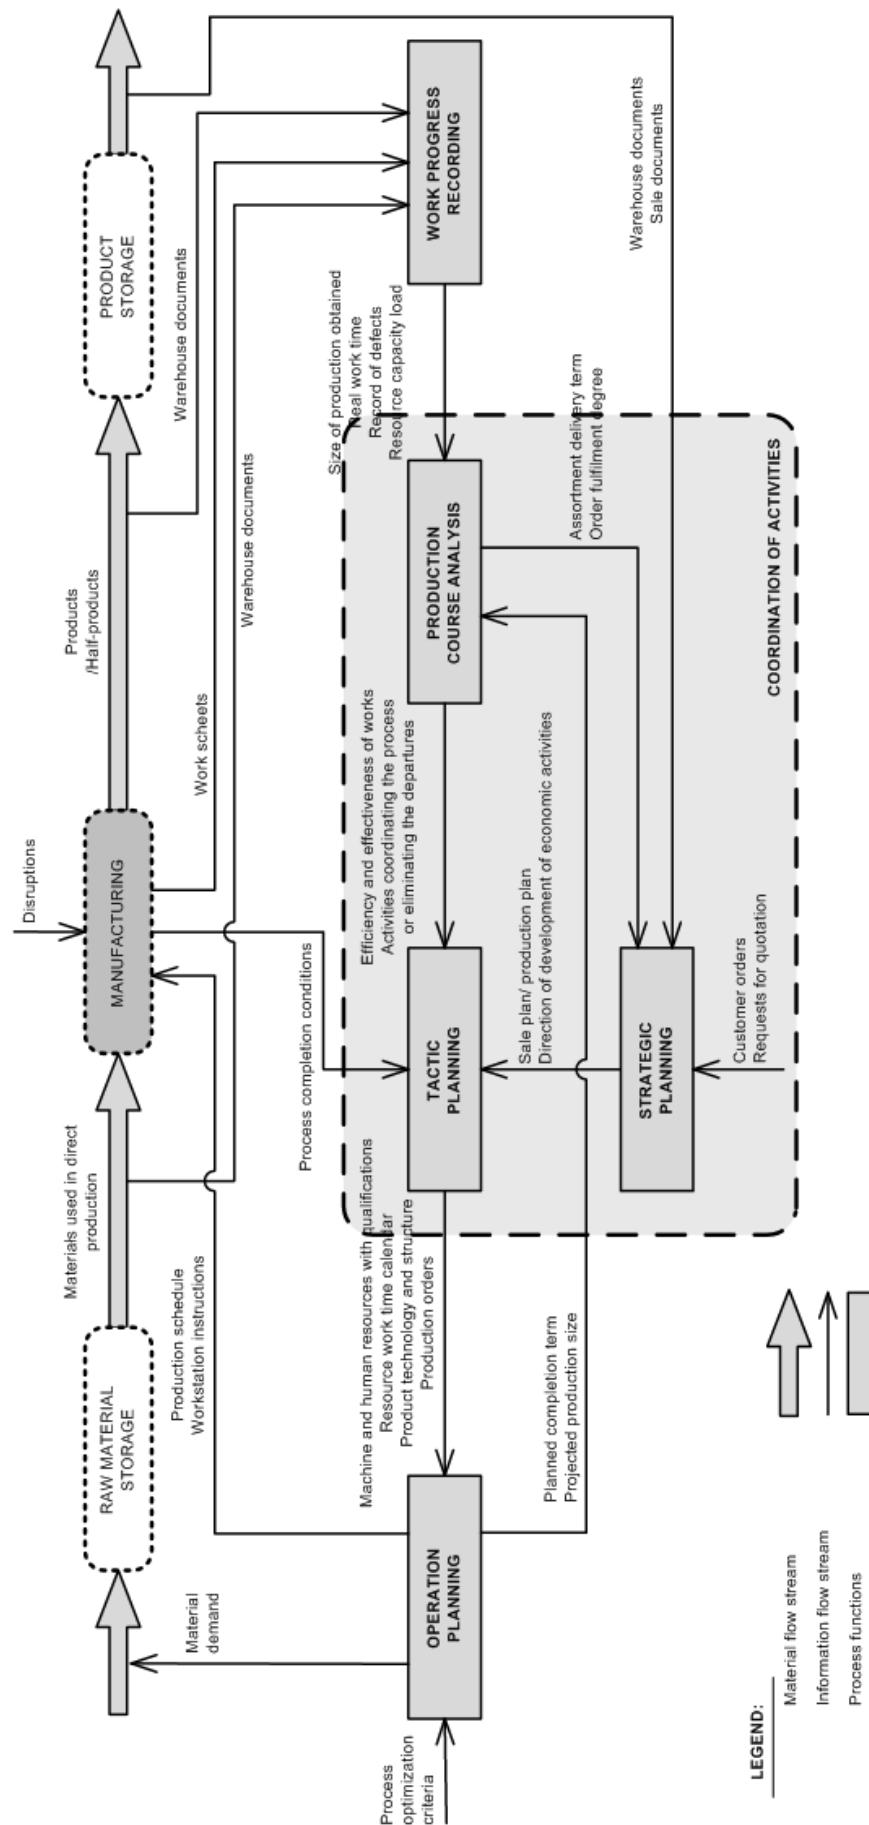 Disruptions
RAW MATERIAL
STORAGE
Materials used in direct
production
MANUFACTURING
Products
/Half-products
PRODUCT
STORAGE
Material
demand
Production schedule
Workstation instructions
Work scheets
Warehouse documents
Warehouse documents
Process completion conditions
Process
optimization
criteria
OPERATION
PLANNING
Machine and human resources with qualifications
Resource work time calendar
Product technology and structure
Production orders
TACTIC
PLANNING
Efficiency and effectiveness of works
Activities coordinating the process
or eliminating the departures
PRODUCTION
COURSE ANALYSIS
Size of production obtained
Real work time
Record of defects
Resource capacity load
WORK PROGRESS
RECORDING
Planned completion term
Projected production size
Sale plan/ production plan
Direction of development of economic activities
Assortment delivery term
Order fulfilment degree
Warehouse documents
Sale documents
STRATEGIC
PLANNING
Customer orders
Requests for quotation
COORDINATION OF ACTIVITIES
LEGEND:
Material flow stream
Information flow stream
Process functions